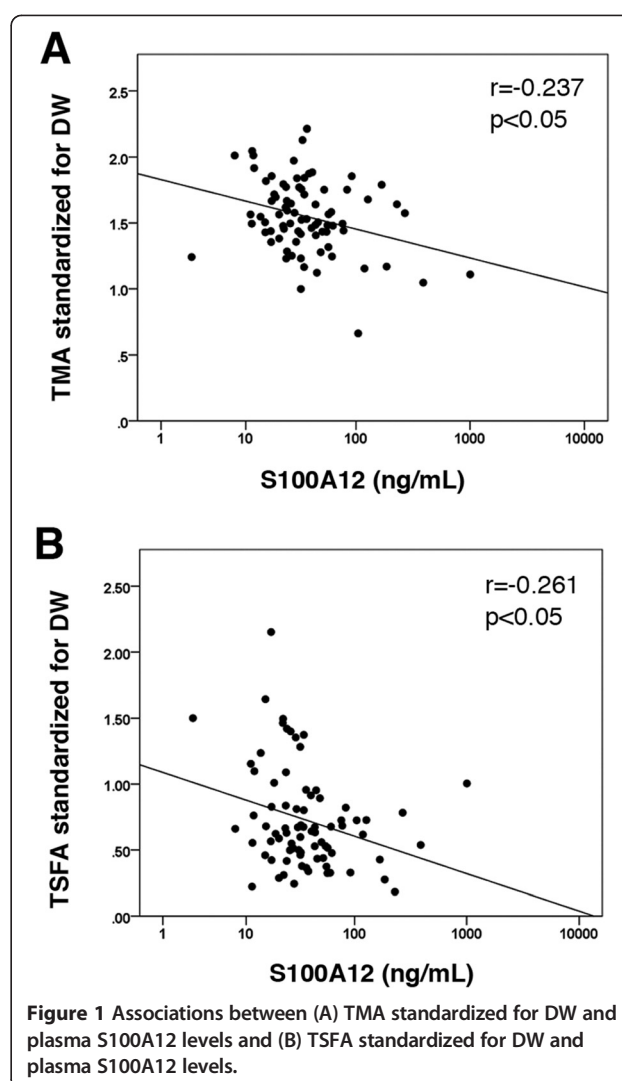 A
TMA standardized for DW
2.5
2.0
1.5
1.0
.5
.0
r=-0.237
p<0.05
1 10 100 1000 10000
S100A12 (ng/mL)
B
TSFA standardized for DW
2.50
2.00
1.50
1.00
.50
.00
r=-0.261
p<0.05
1 10 100 1000 10000
S100A12 (ng/mL)
Figure 1 Associations between (A) TMA standardized for DW and
plasma S100A12 levels and (B) TSFA standardized for DW and
plasma S100A12 levels.